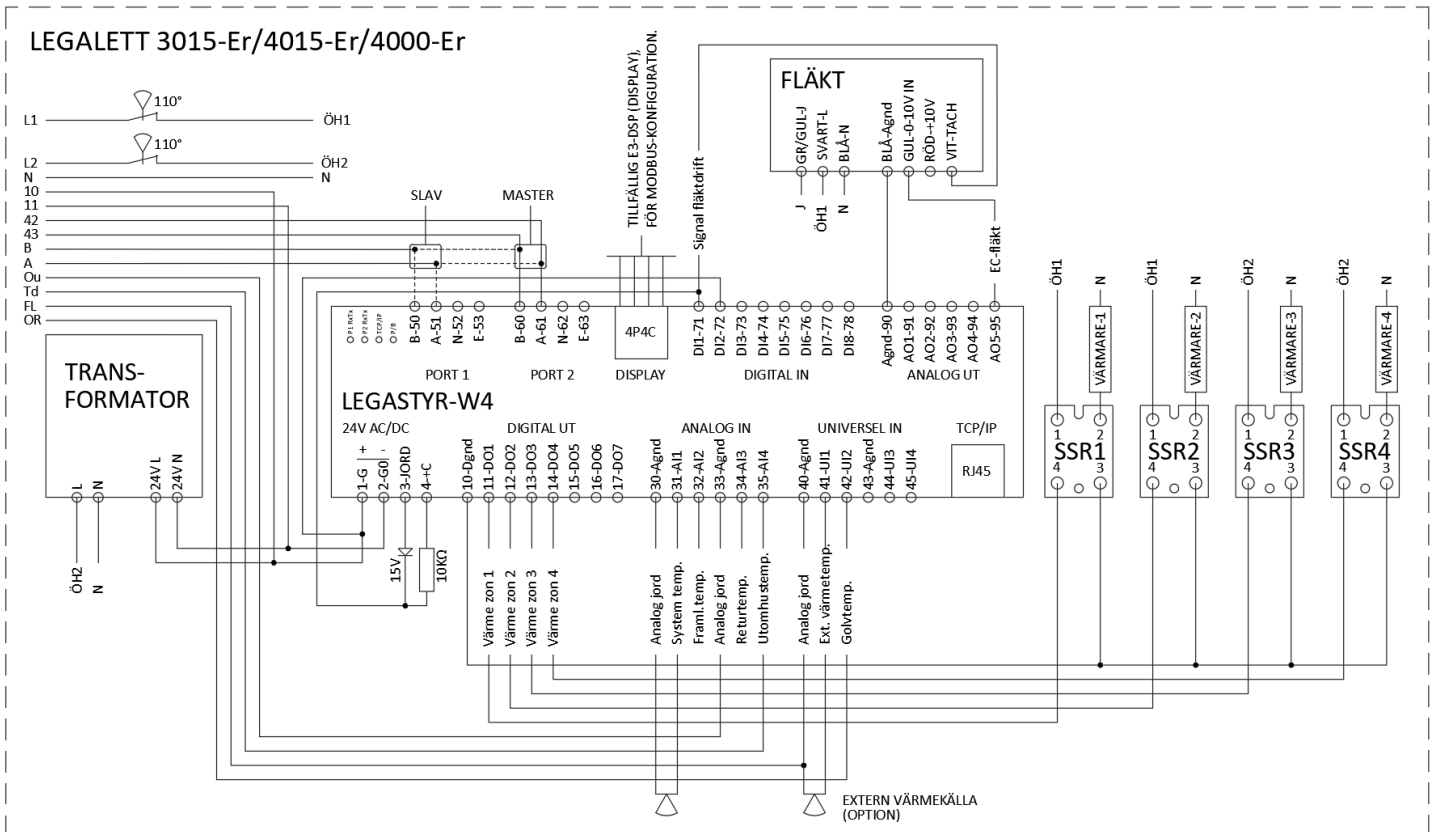 LEGALETT 3015-Er/4015-Er/4000-Er
L1
110°
ÖH1
L2
110°
ÖH2
N
N
10
11
42
43
B
A
Ou
Td
FL
OR
SLAV
MASTER
TILLFÄLLIG E3-DSP (DISPLAY),
FÖR MODBUS-KONFIGURATION.
Signal fläktdrift
FLÄKT
GR/GUL-J
SVART-L
BLÅ-N
BLÅ-Agnd
GUL-0-10V IN
RÖD-+10V
VIT-TACH
J
ÖH1
N
EC-fläkt
TRANS-
FORMATOR
L
N
24V L
24V N
ÖH2
N
P1 RxTx
P2 RxTx
TCP/IP
P/B
B-50
A-51
N-52
E-53
B-60
A-61
N-62
E-63
4P4C
DI1-71
DI2-72
DI3-73
DI4-74
DI5-75
DI6-76
DI7-77
DI8-78
Agnd-90
AO1-91
AO2-92
AO3-93
AO4-94
AO5-95
PORT 1
PORT 2
DISPLAY
DIGITAL IN
ANALOG UT
LEGASTYR-W4
24V AC/DC
DIGITAL UT
ANALOG IN
UNIVERSEL IN
TCP/IP
RJ45
+
-
1-G
2-G0
3-JORD
4-+C
10-Dgnd
11-DO1
12-DO2
13-DO3
14-DO4
15-DO5
16-DO6
17-DO7
30-Agnd
31-AI1
32-AI2
33-Agnd
34-AI3
35-AI4
40-Agnd
41-UI1
42-UI2
43-Agnd
44-UI3
45-UI4
15V
10KΩ
Värme zon 1
Värme zon 2
Värme zon 3
Värme zon 4
Analog jord
System temp.
Framl.temp.
Analog jord
Returtemp.
Utomhustemp.
Analog jord
Ext. värmetemp.
Golvtemp.
EXTERN VÄRMEKÄLLA
(OPTION)
ÖH1
N
VÄRMARE-1
1
2
SSR1
4
3
ÖH1
N
VÄRMARE-2
1
2
SSR2
4
3
ÖH2
N
VÄRMARE-3
1
2
SSR3
4
3
ÖH2
N
VÄRMARE-4
1
2
SSR4
4
3